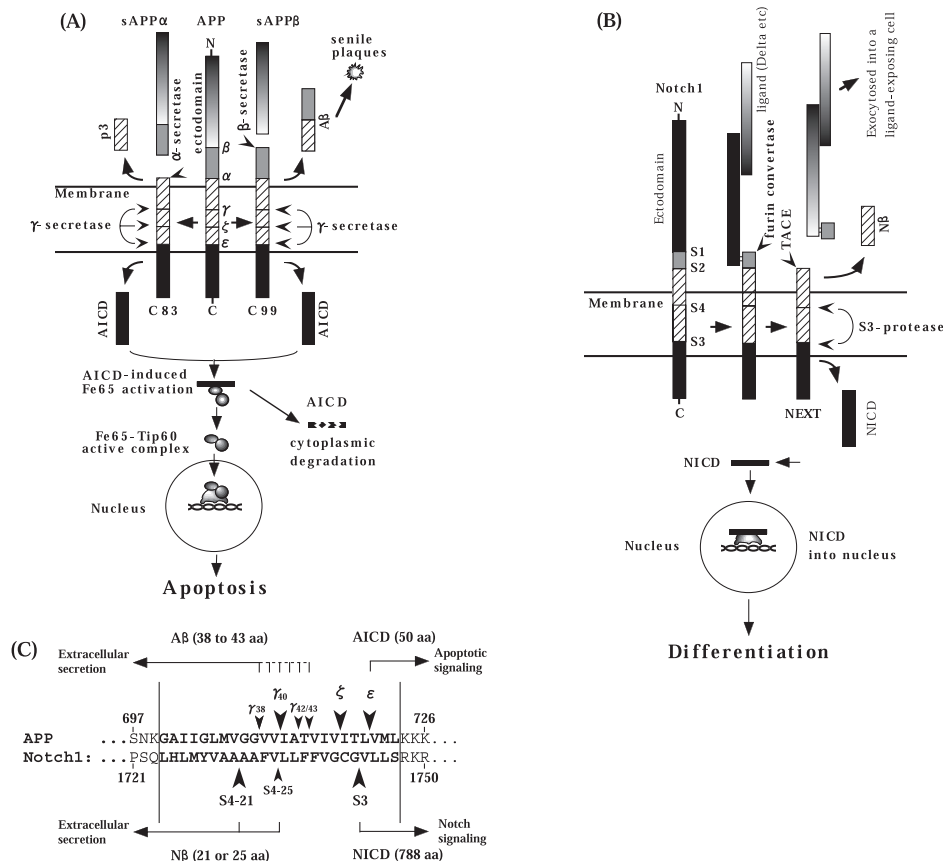 (A)
sAPPα APP sAPPβ
N
senile
plaques
p3
α-secretase
ectodomain
β-secretase
Aβ
β
α
Membrane
γ
γ-secretase
ζ
γ-secretase
ε
AICD
C 83
C
C 99
AICD
AICD-induced
Fe65 activation
AICD
cytoplasmic
degradation
Fe65-Tip60
active complex
Nucleus
Apoptosis
(B)
Notch1
N
ligand (Delta etc)
Exocytosed into a
ligand-exposing cell
Ectodomain
furin convertase
TACE
Nβ
S1
S2
Membrane
S4
S3-protease
S3
C
NEXT
NICD
NICD
Nucleus
NICD
into nucleus
Differentiation
(C)
Aβ (38 to 43 aa)
AICD (50 aa)
Extracellular
secretion
Apoptotic
signaling
γ38
γ40
γ42/43
ζ
ε
697
726
APP ...SNKGAIIGLMVGGVVIATVIVITLVMLKKK...
Notch1: ...PSQLHLMYVAAAAFVLLFFVGCGVLLSRKR...
1721
1750
S4-21
S4-25
S3
Extracellular
secretion
Notch
signaling
Nβ (21 or 25 aa)
NICD (788 aa)